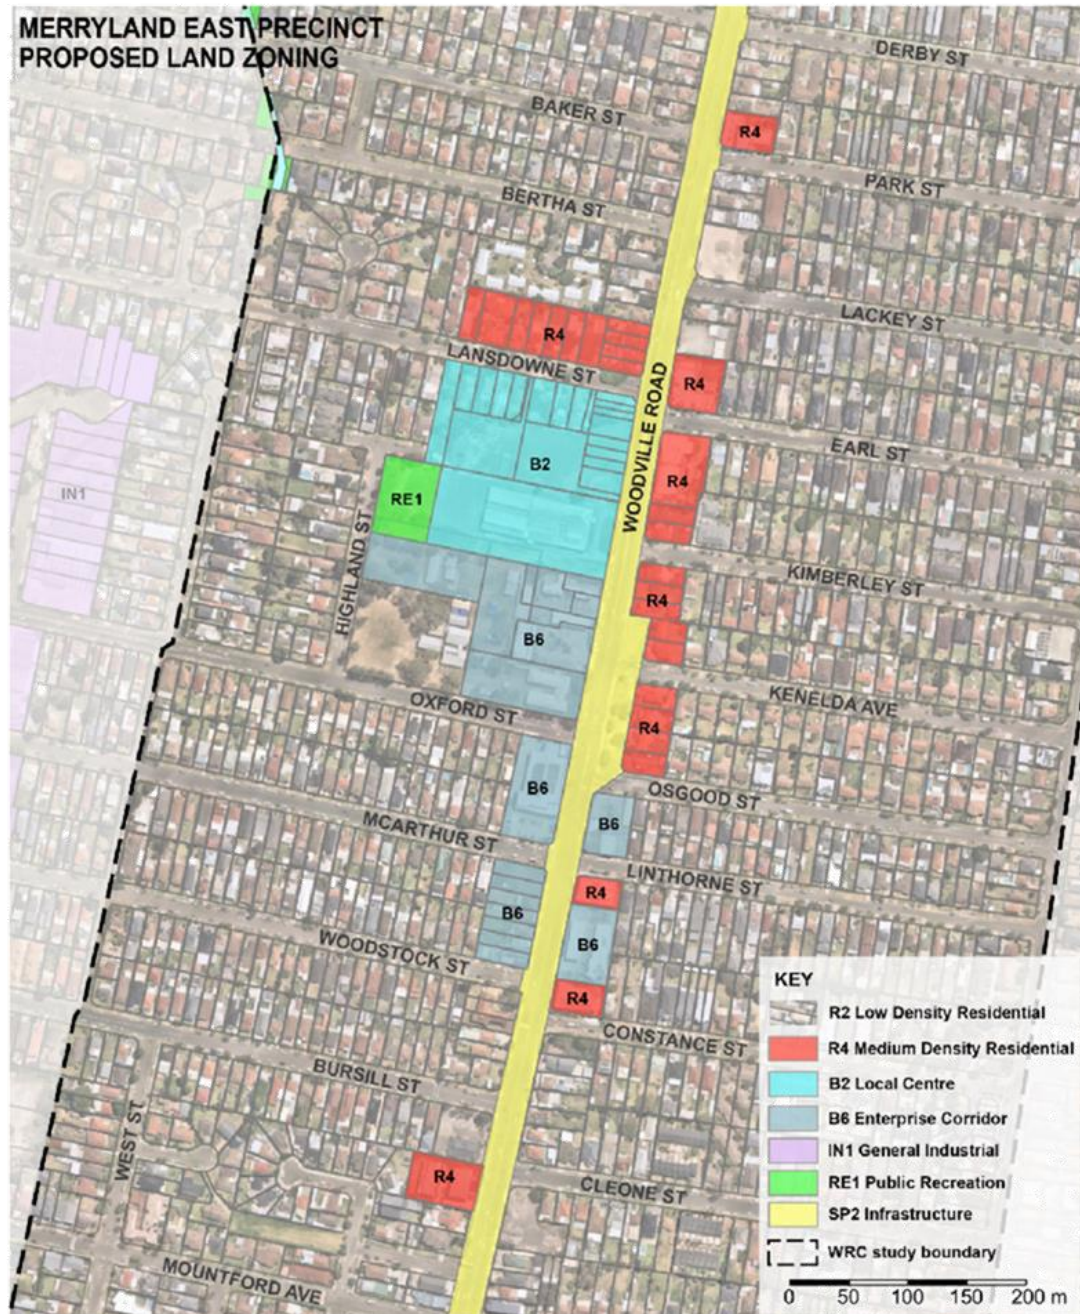 MERRYLAND EAST PRECINCT
PROPOSED LAND ZONING
DERBY ST
BAKER ST
R4
PARK ST
BERTHA ST
LACKEY ST
R4
LANSDOWNE ST
R4
WOODVILLE ROAD
EARL ST
B2
R4
IN1
RE1
HIGHLAND ST
KIMBERLEY ST
R4
B6
KENELDA AVE
OXFORD ST
R4
B6
OSGOOD ST
B6
MCARTHUR ST
LINTHORNE ST
R4
B6
B6
WOODSTOCK ST
R4
CONSTANCE ST
BURSILL ST
WEST ST
R4
CLEONE ST
MOUNTFORD AVE
KEY
R2 Low Density Residential
R4 Medium Density Residential
B2 Local Centre
B6 Enterprise Corridor
IN1 General Industrial
RE1 Public Recreation
SP2 Infrastructure
WRC study boundary
0 50 100 150 200 m